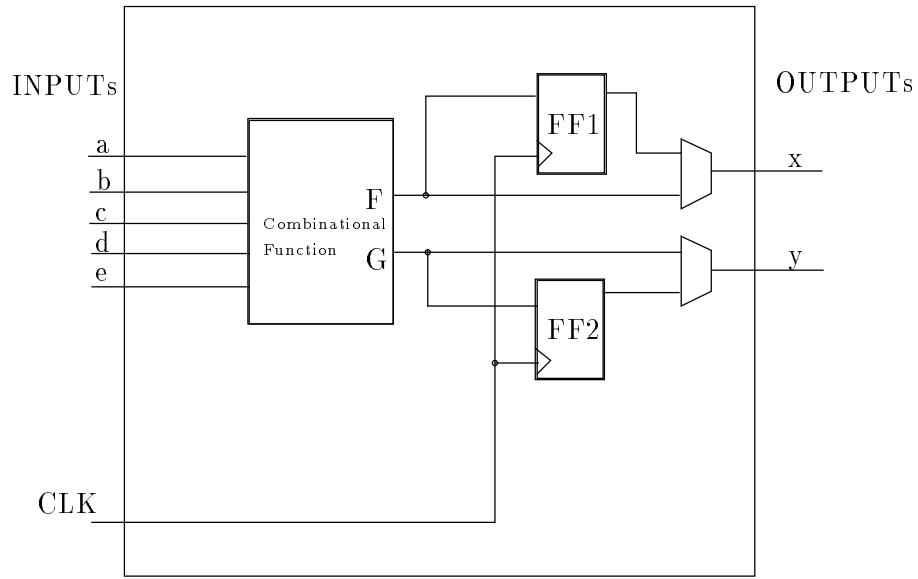 INPUTs
OUTPUTs
a
b
c
d
e
F
Combinational
Function
G
FF1
FF2
x
y
CLK